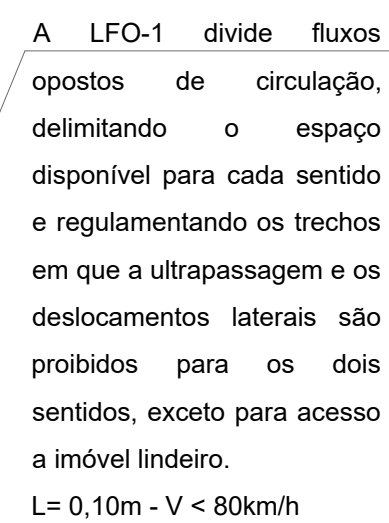 A LFO-1 divide fluxos
opostos de circulação,
delimitando o espaço
disponível para cada sentido
e regulamentando os trechos
em que a ultrapassagem e os
deslocamentos laterais são
proibidos para os dois
sentidos, exceto para acesso
a imóvel lindeiro.
L= 0,10m - V < 80km/h